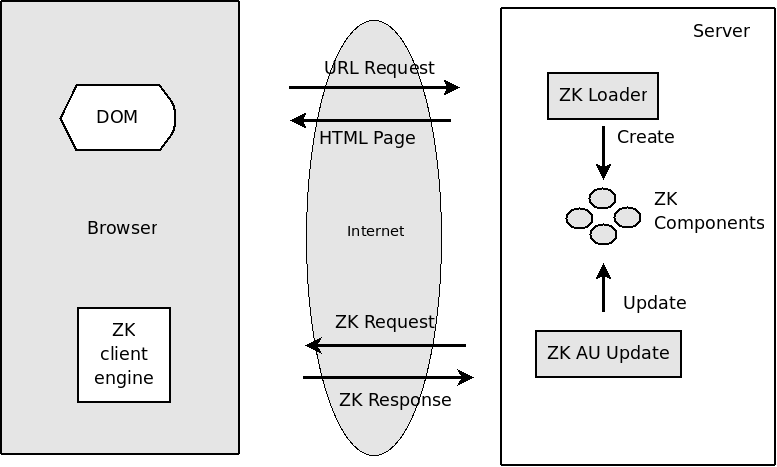 Server
URL Request
ZK Loader
DOM
HTML Page
Create
ZK
Components
Browser
Internet
Update
ZK Request
ZK
client
engine
ZK AU Update
ZK Response